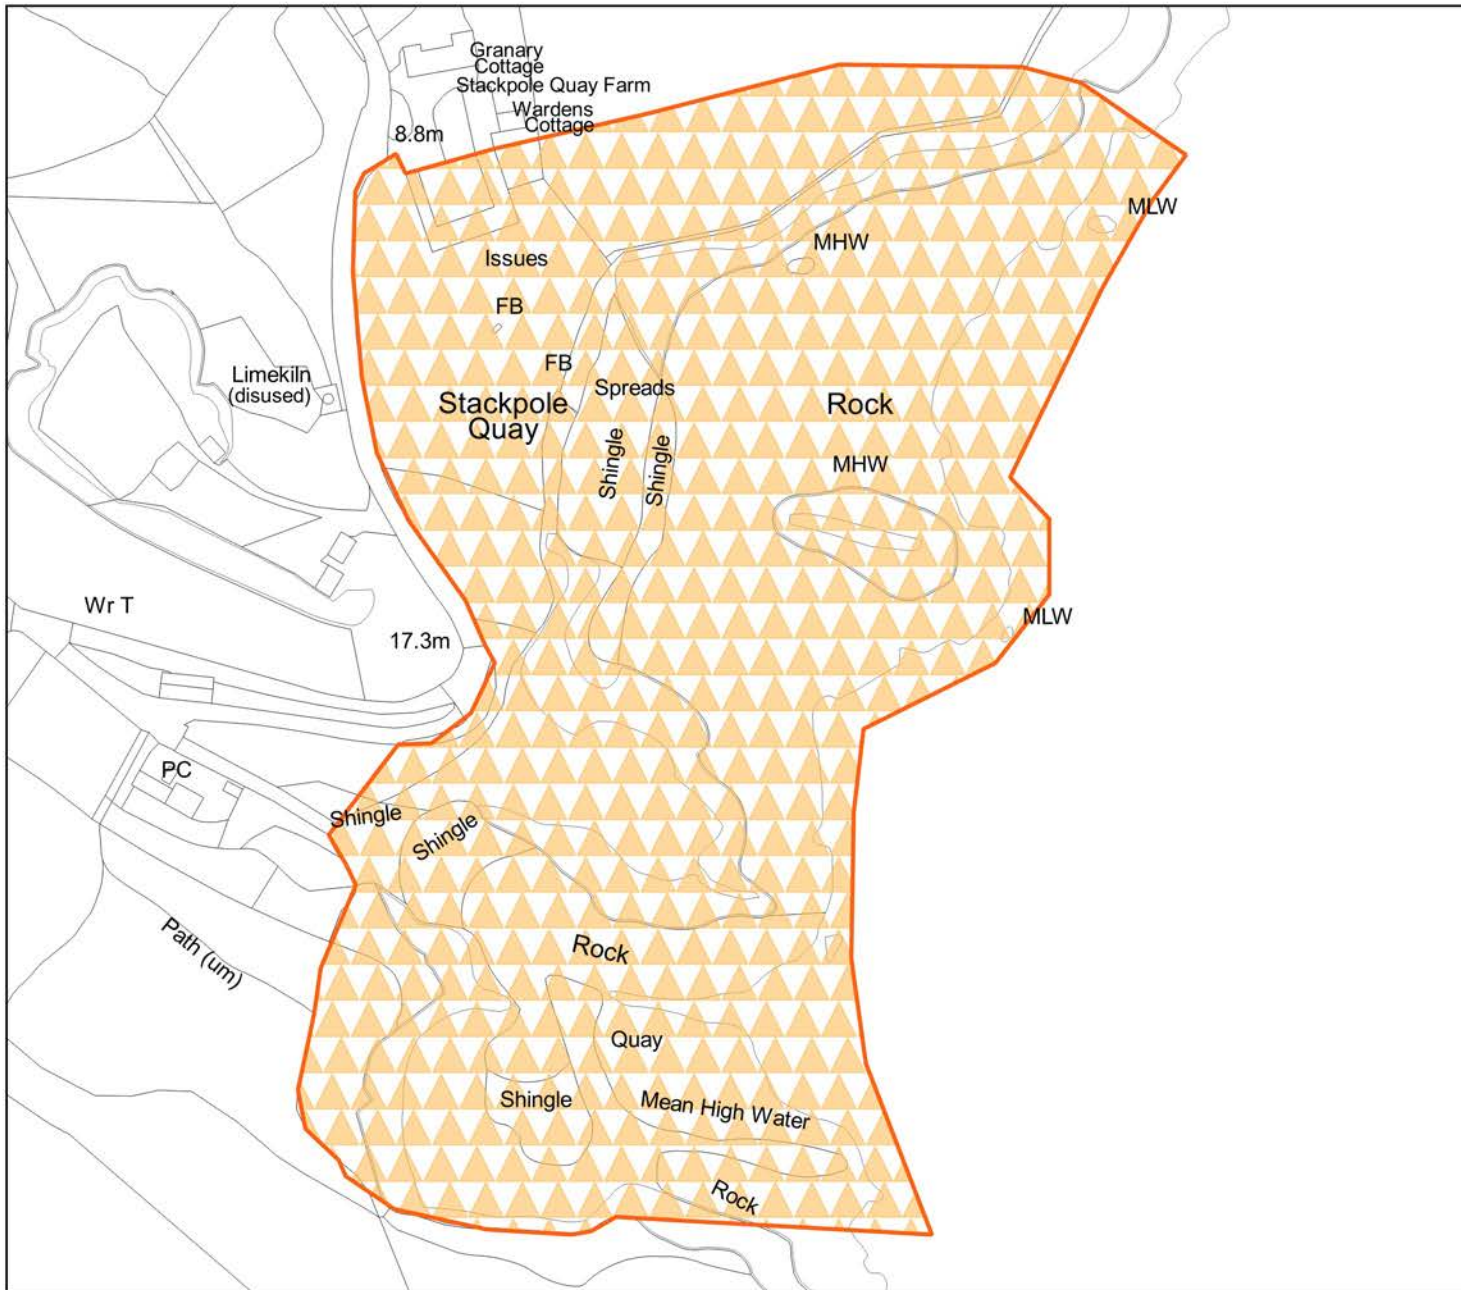 Granary
Cottage
Stackpole Quay Farm
Wardens
Cottage
8.8m
MLW
MHW
Issues
FB
FB
Limekiln
(disused)
Spreads
Stackpole
Quay
Rock
Shingle
Shingle
MHW
Wr T
MLW
17.3m
PC
Shingle
Shingle
Path (um)
Rock
Quay
Shingle
Mean High Water
Rock